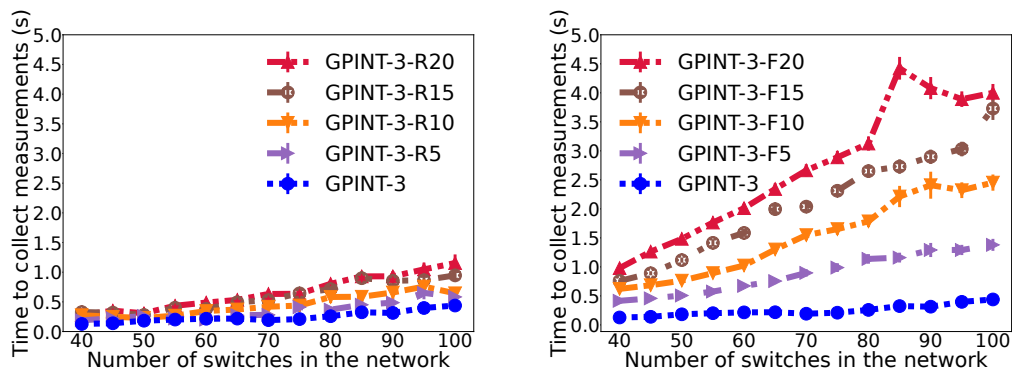 Time to collect measurements (s)
5.0
4.5
4.0
3.5
3.0
2.5
2.0
1.5
1.0
0.5
0.0
GPINT-3-R20
GPINT-3-R15
GPINT-3-R10
GPINT-3-R5
GPINT-3
40 50 60 70 80 90 100
Number of switches in the network
Time to collect measurements (s)
5.0
4.5
4.0
3.5
3.0
2.5
2.0
1.5
1.0
0.5
0.0
GPINT-3-F20
GPINT-3-F15
GPINT-3-F10
GPINT-3-F5
GPINT-3
40 50 60 70 80 90 100
Number of switches in the network